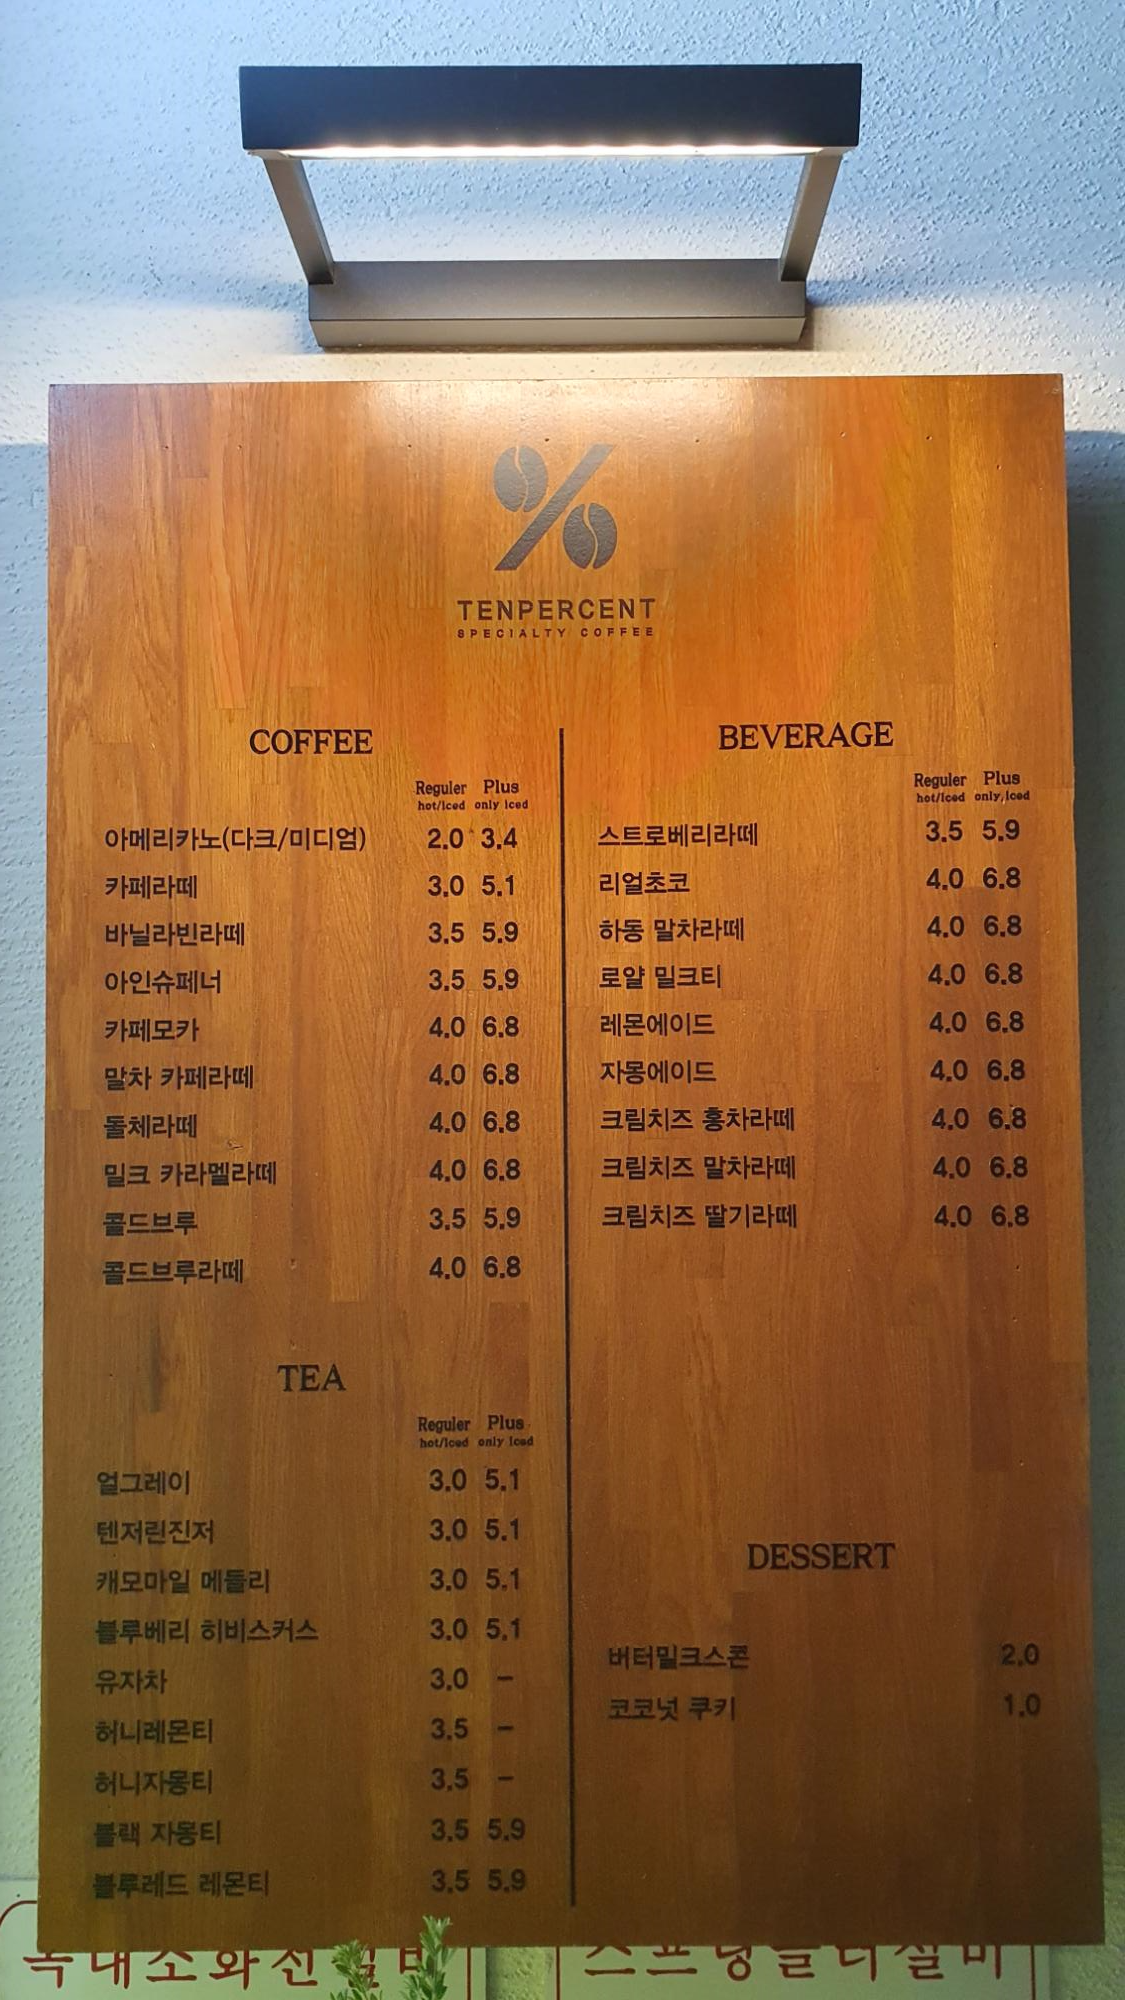 TENPERCENT
SPECIALTY COFFEE
COFFEE
Reguler Plus
hot/iced only iced
아메리카노(다크/미디엄) 2.0 3.4
카페라떼 3.0 5.1
바닐라빈라떼 3.5 5.9
아인슈페너 3.5 5.9
카페모카 4.0 6.8
말차 카페라떼 4.0 6.8
돌체라떼 4.0 6.8
밀크 카라멜라떼 4.0 6.8
콜드브루 3.5 5.9
콜드브루라떼 4.0 6.8
TEA
Reguler Plus
hot/iced only iced
얼그레이 3.0 5.1
텐저린진저 3.0 5.1
캐모마일 메들리 3.0 5.1
블루베리 히비스커스 3.0 5.1
유자차 3.0 –
허니레몬티 3.5 –
허니자몽티 3.5 –
블랙 자몽티 3.5 5.9
블루레드 레몬티 3.5 5.9
BEVERAGE
Reguler Plus
hot/iced only iced
스트로베리라떼 3.5 5.9
리얼초코 4.0 6.8
하동 말차라떼 4.0 6.8
로얄 밀크티 4.0 6.8
레몬에이드 4.0 6.8
자몽에이드 4.0 6.8
크림치즈 홍차라떼 4.0 6.8
크림치즈 말차라떼 4.0 6.8
크림치즈 딸기라떼 4.0 6.8
DESSERT
버터밀크스콘 2.0
코코넛 쿠키 1.0
옥내소화전설비
스프링클러설비